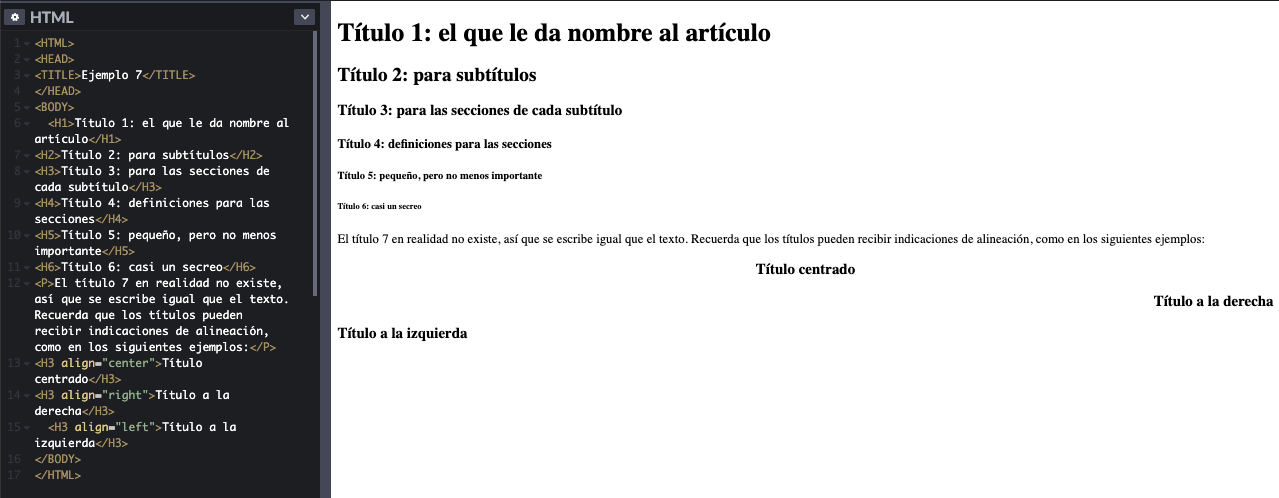 HTML
1 <HTML>
2 <HEAD>
3 <TITLE>Ejemplo 7</TITLE>
4 </HEAD>
5 <BODY>
6 <H1>Título 1: el que le da nombre al
artículo</H1>
7 <H2>Título 2: para subtítulos</H2>
8 <H3>Título 3: para las secciones de
cada subtítulo</H3>
9 <H4>Título 4: definiciones para las
secciones</H4>
10 <H5>Título 5: pequeño, pero no menos
importante</H5>
11 <H6>Título 6: casi un secreo</H6>
12 <P>El título 7 en realidad no existe,
así que se escribe igual que el texto.
Recuerda que los títulos pueden
recibir indicaciones de alineación,
como en los siguientes ejemplos:</P>
13 <H3 align="center">Título
centrado</H3>
14 <H3 align="right">Título a la
derecha</H3>
15 <H3 align="left">Título a la
izquierda</H3>
16 </BODY>
17 </HTML>
Título 1: el que le da nombre al artículo
Título 2: para subtítulos
Título 3: para las secciones de cada subtítulo
Título 4: definiciones para las secciones
Título 5: pequeño, pero no menos importante
Título 6: casi un secreo
El título 7 en realidad no existe, así que se escribe igual que el texto. Recuerda que los títulos pueden recibir indicaciones de alineación, como en los siguientes ejemplos:
Título centrado
Título a la derecha
Título a la izquierda